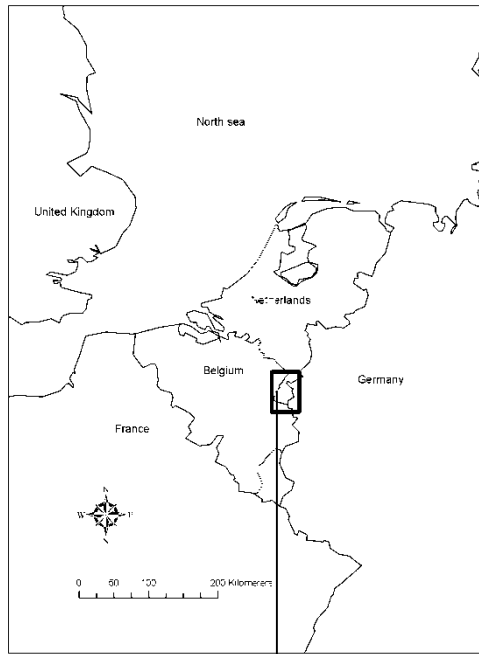 North sea
United Kingdom
Netherlands
Belgium
Germany
France
N
W
E
N
0 50 100 200 Kilometers